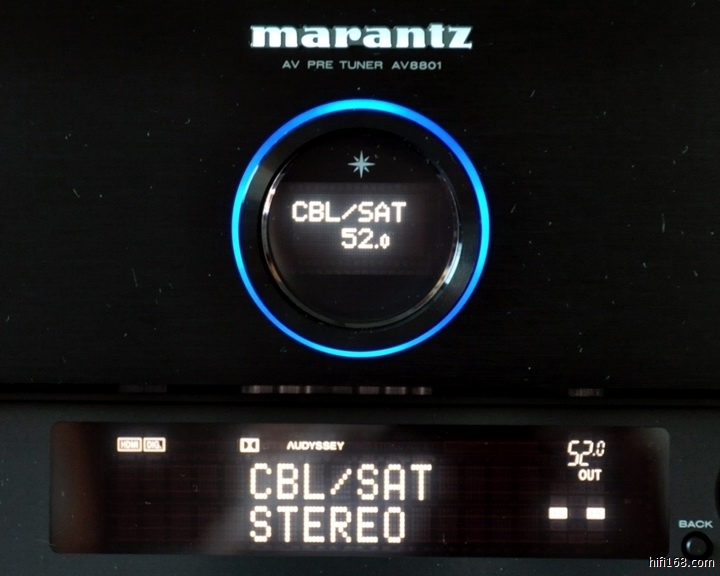 marantz
AV PRE TUNER AV8801
CBL/SAT
52.0
HDMI DIG. AUDYSSEY 52.0
OUT
CBL/SAT
STEREO
BACK
hifi168.com